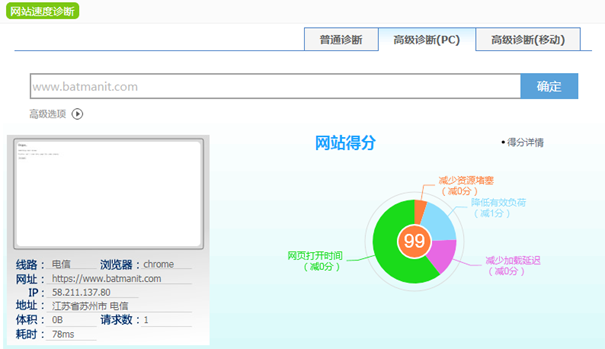 网站速度诊断
普通诊断 高级诊断(PC) 高级诊断(移动)
www.batmanit.com 确定
高级选项
网站得分
得分详情
减少资源堵塞
（减0分）
降低有效负荷
（减1分）
99
网页打开时间
（减0分）
减少加载延迟
（减0分）
线路： 电信 浏览器：chrome
网址： https://www.batmanit.com
IP： 58.211.137.80
地址： 江苏省苏州市 电信
体积： 0B 请求数：1
耗时： 78ms